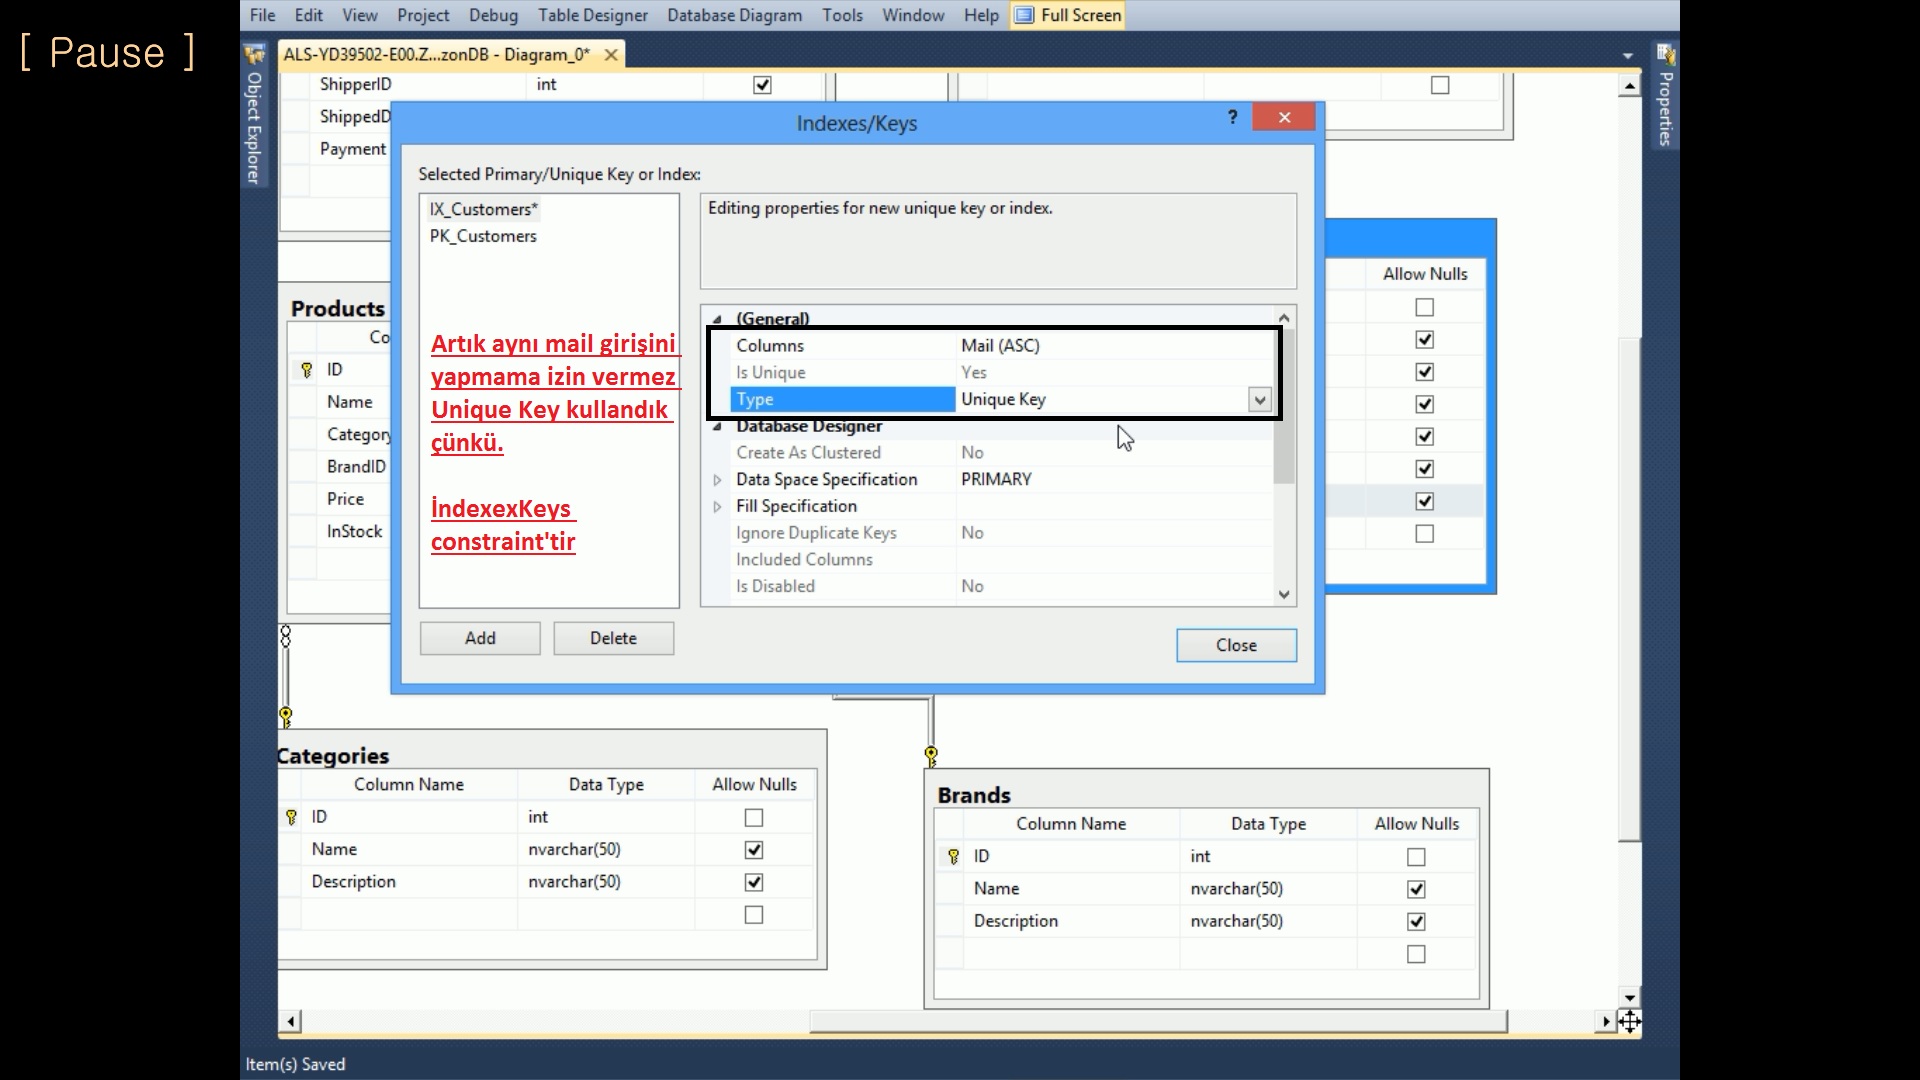 [ Pause ]
File Edit View Project Debug Table Designer Database Diagram Tools Window Help Full Screen
ALS-YD39502-E00.Z...zonDB - Diagram_0*
Object Explorer
Properties
ShipperID int
ShippedD
Payment
Indexes/Keys
?
Selected Primary/Unique Key or Index:
IX_Customers*
PK_Customers
Artık aynı mail girişini
yapmama izin vermez
Unique Key kullandık
çünkü.
İndexexKeys
constraint'tir
Add Delete
Editing properties for new unique key or index.
(General)
Columns Mail (ASC)
Is Unique Yes
Type Unique Key
Database Designer
Create As Clustered No
Data Space Specification PRIMARY
Fill Specification
Ignore Duplicate Keys No
Included Columns
Is Disabled No
Close
Allow Nulls
Products
Co
ID
Name
Category
BrandID
Price
InStock
Categories
Column Name Data Type Allow Nulls
ID int
Name nvarchar(50)
Description nvarchar(50)
Brands
Column Name Data Type Allow Nulls
ID int
Name nvarchar(50)
Description nvarchar(50)
Item(s) Saved